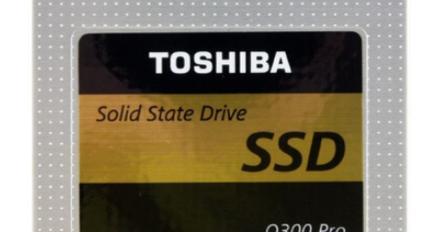 TOSHIBA
Solid State Drive
SSD
Q300 Pro